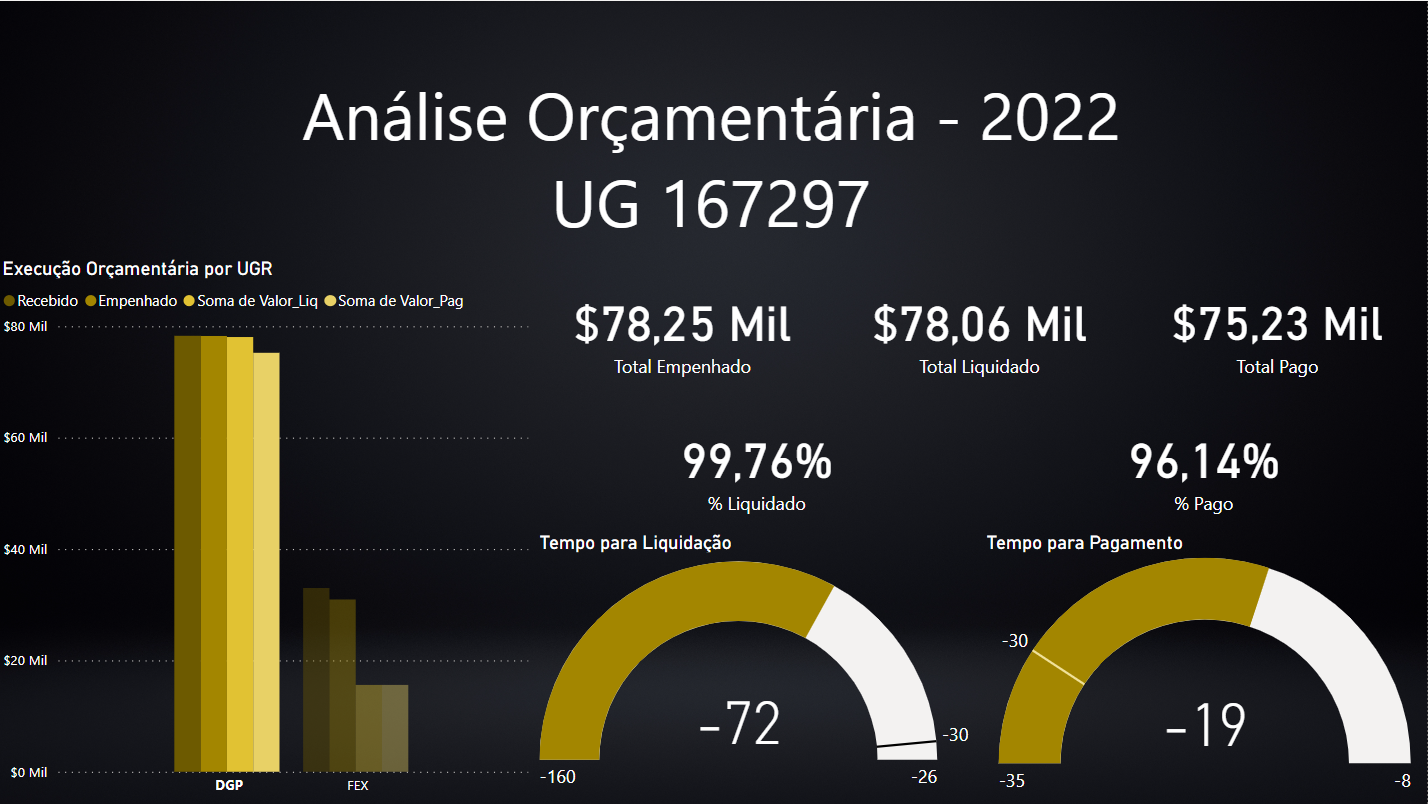 Análise Orçamentária - 2022
UG 167297
Execução Orçamentária por UGR
Recebido Empenhado Soma de Valor_Liq Soma de Valor_Pag
$80 Mil
$60 Mil
$40 Mil
$20 Mil
$0 Mil
DGP FEX
$78,25 Mil
Total Empenhado
$78,06 Mil
Total Liquidado
$75,23 Mil
Total Pago
99,76%
% Liquidado
96,14%
% Pago
Tempo para Liquidação
-72
-30
-160
-26
Tempo para Pagamento
-30
-19
-35
-8